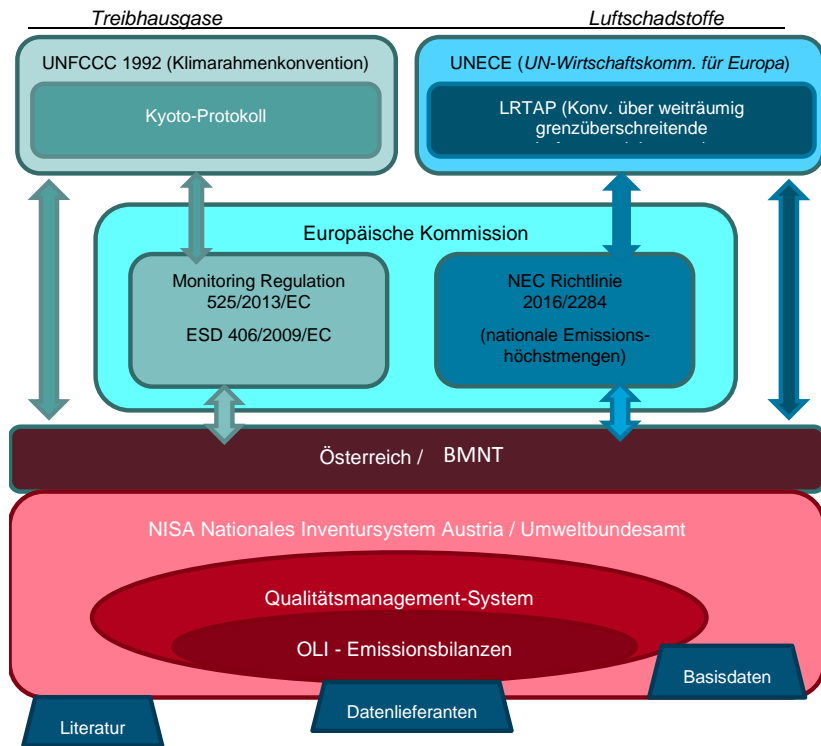 Treibhausgase
Luftschadstoffe
UNFCCC 1992 (Klimarahmenkonvention)
Kyoto-Protokoll
UNECE (UN-Wirtschaftskomm. für Europa)
LRTAP (Konv. über weiträumig
grenzüberschreitende
Europäische Kommission
Monitoring Regulation
525/2013/EC
ESD 406/2009/EC
NEC Richtlinie
2016/2284
(nationale Emissions-
höchstmengen)
Österreich / BMNT
NISA Nationales Inventursystem Austria / Umweltbundesamt
Qualitätsmanagement-System
OLI - Emissionsbilanzen
Basisdaten
Datenlieferanten
Literatur